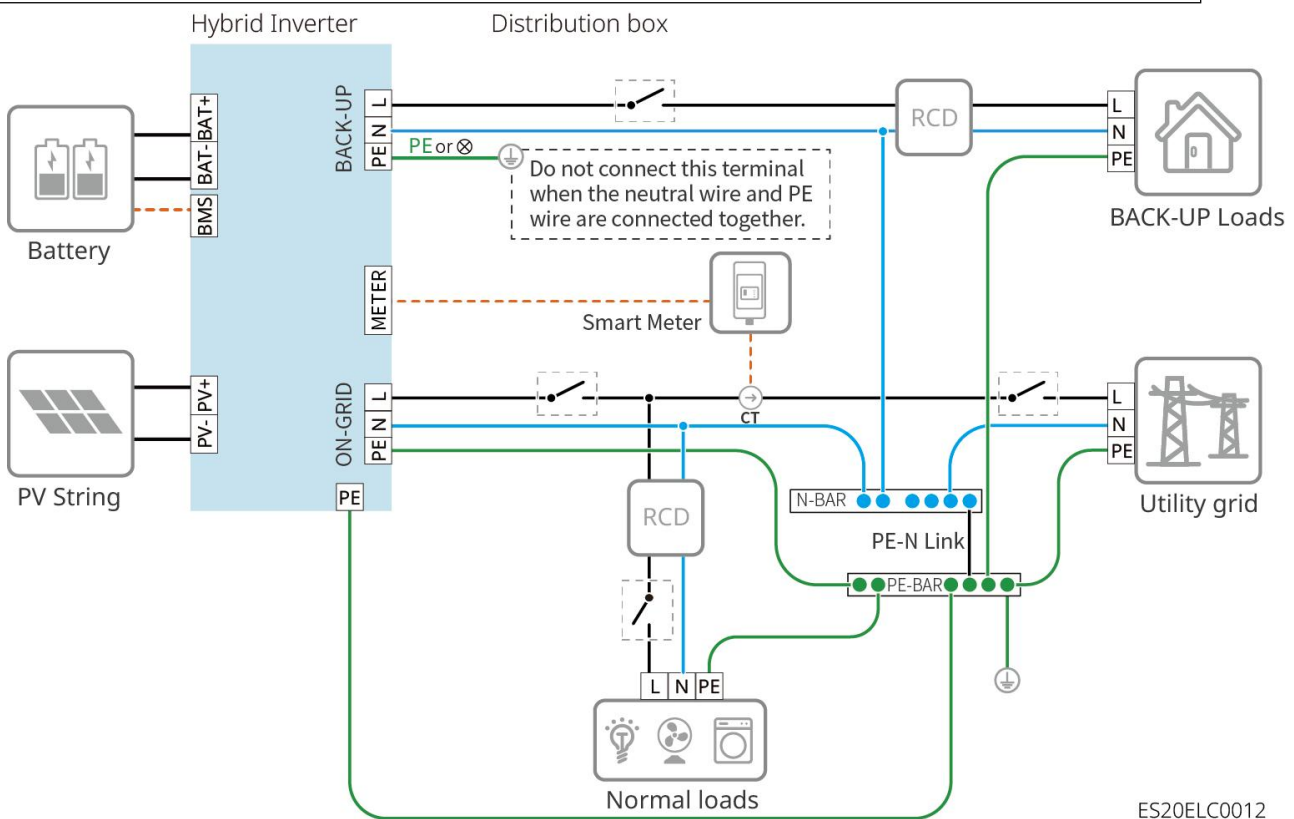 Hybrid Inverter
Distribution box
BAT+
BAT-
BMS
Battery
BACK-UP
L
N
PE
PE or ⊗
Do not connect this terminal
when the neutral wire and PE
wire are connected together.
RCD
L
N
PE
BACK-UP Loads
METER
Smart Meter
PV+
PV-
PV String
ON-GRID
L
N
PE
CT
L
N
PE
Utility grid
PE
RCD
N-BAR
PE-N Link
PE-BAR
L
N
PE
Normal loads
ES20ELC0012